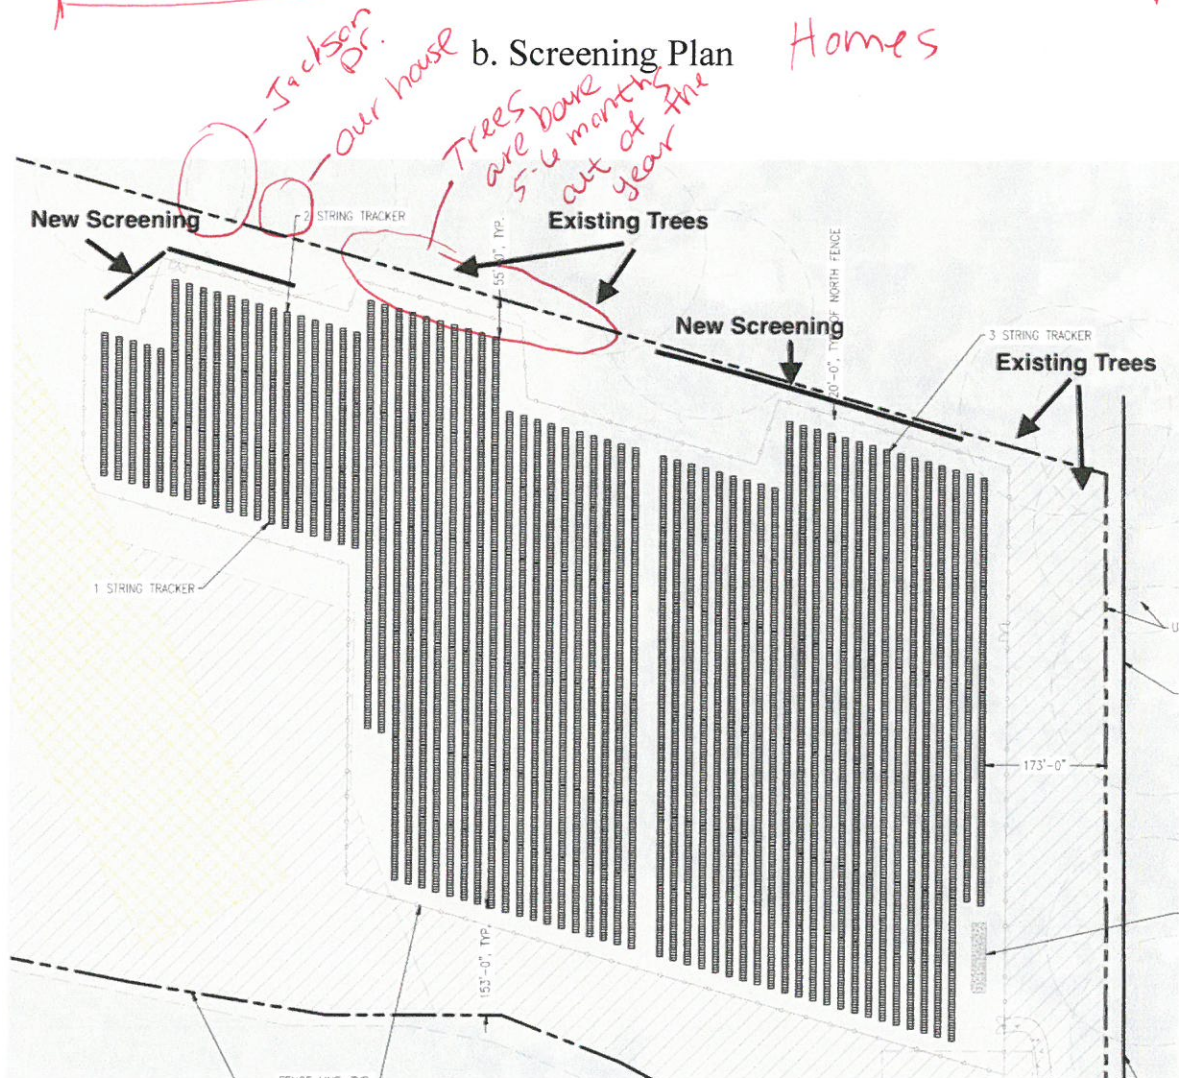 b. Screening Plan
Homes
Jackson
Dr.
our house
Trees
are bare
5-6 months
out of the
year
New Screening
2 STRING TRACKER
Existing Trees
55'-0", TYP.
New Screening
20'-0", TYP OF NORTH FENCE
3 STRING TRACKER
Existing Trees
1 STRING TRACKER
173'-0"
153'-0", TYP.